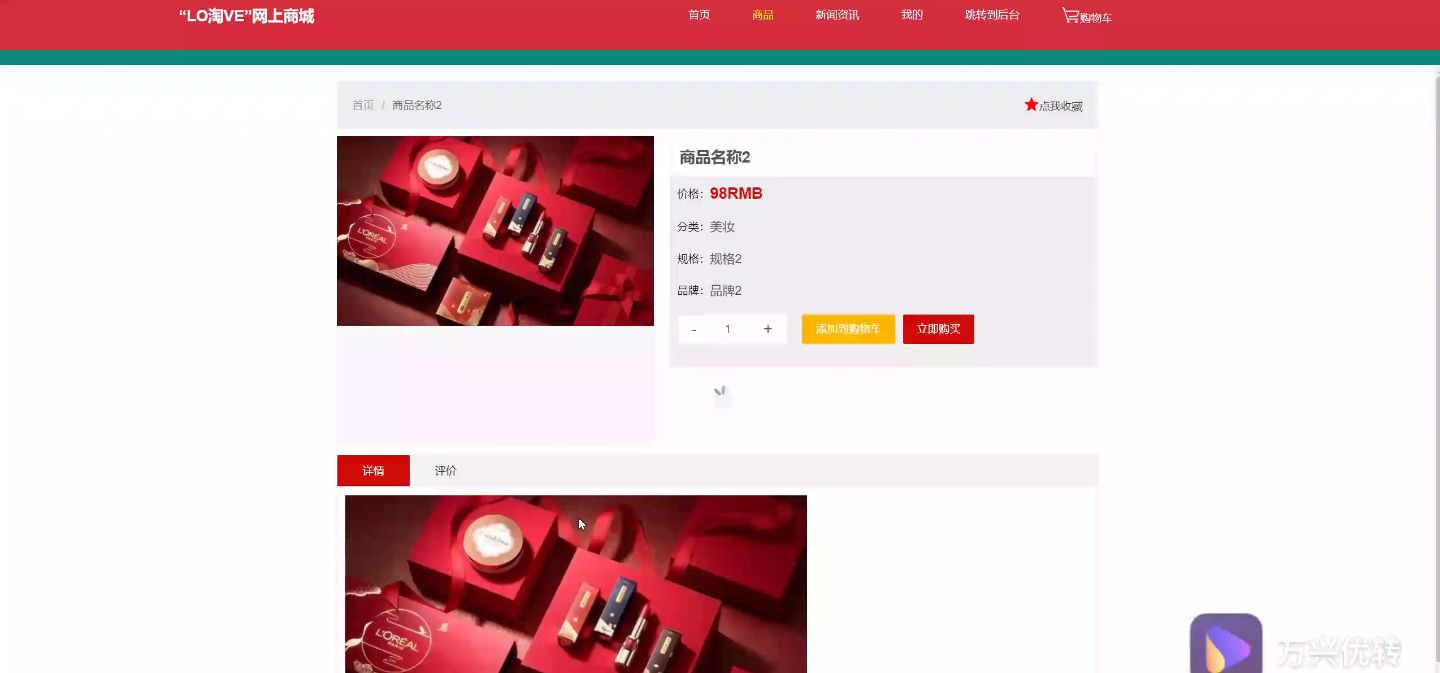 “LO淘VE”网上商城
首页 商品 新闻资讯 我的 跳转到后台 购物车
首页 / 商品名称2
点我收藏
商品名称2
价格：98RMB
分类：美妆
规格：规格2
品牌：品牌2
- 1 + 添加到购物车 立即购买
L'ORÉAL
PARIS
详情 评价
L'ORÉAL
PARIS
万兴优转